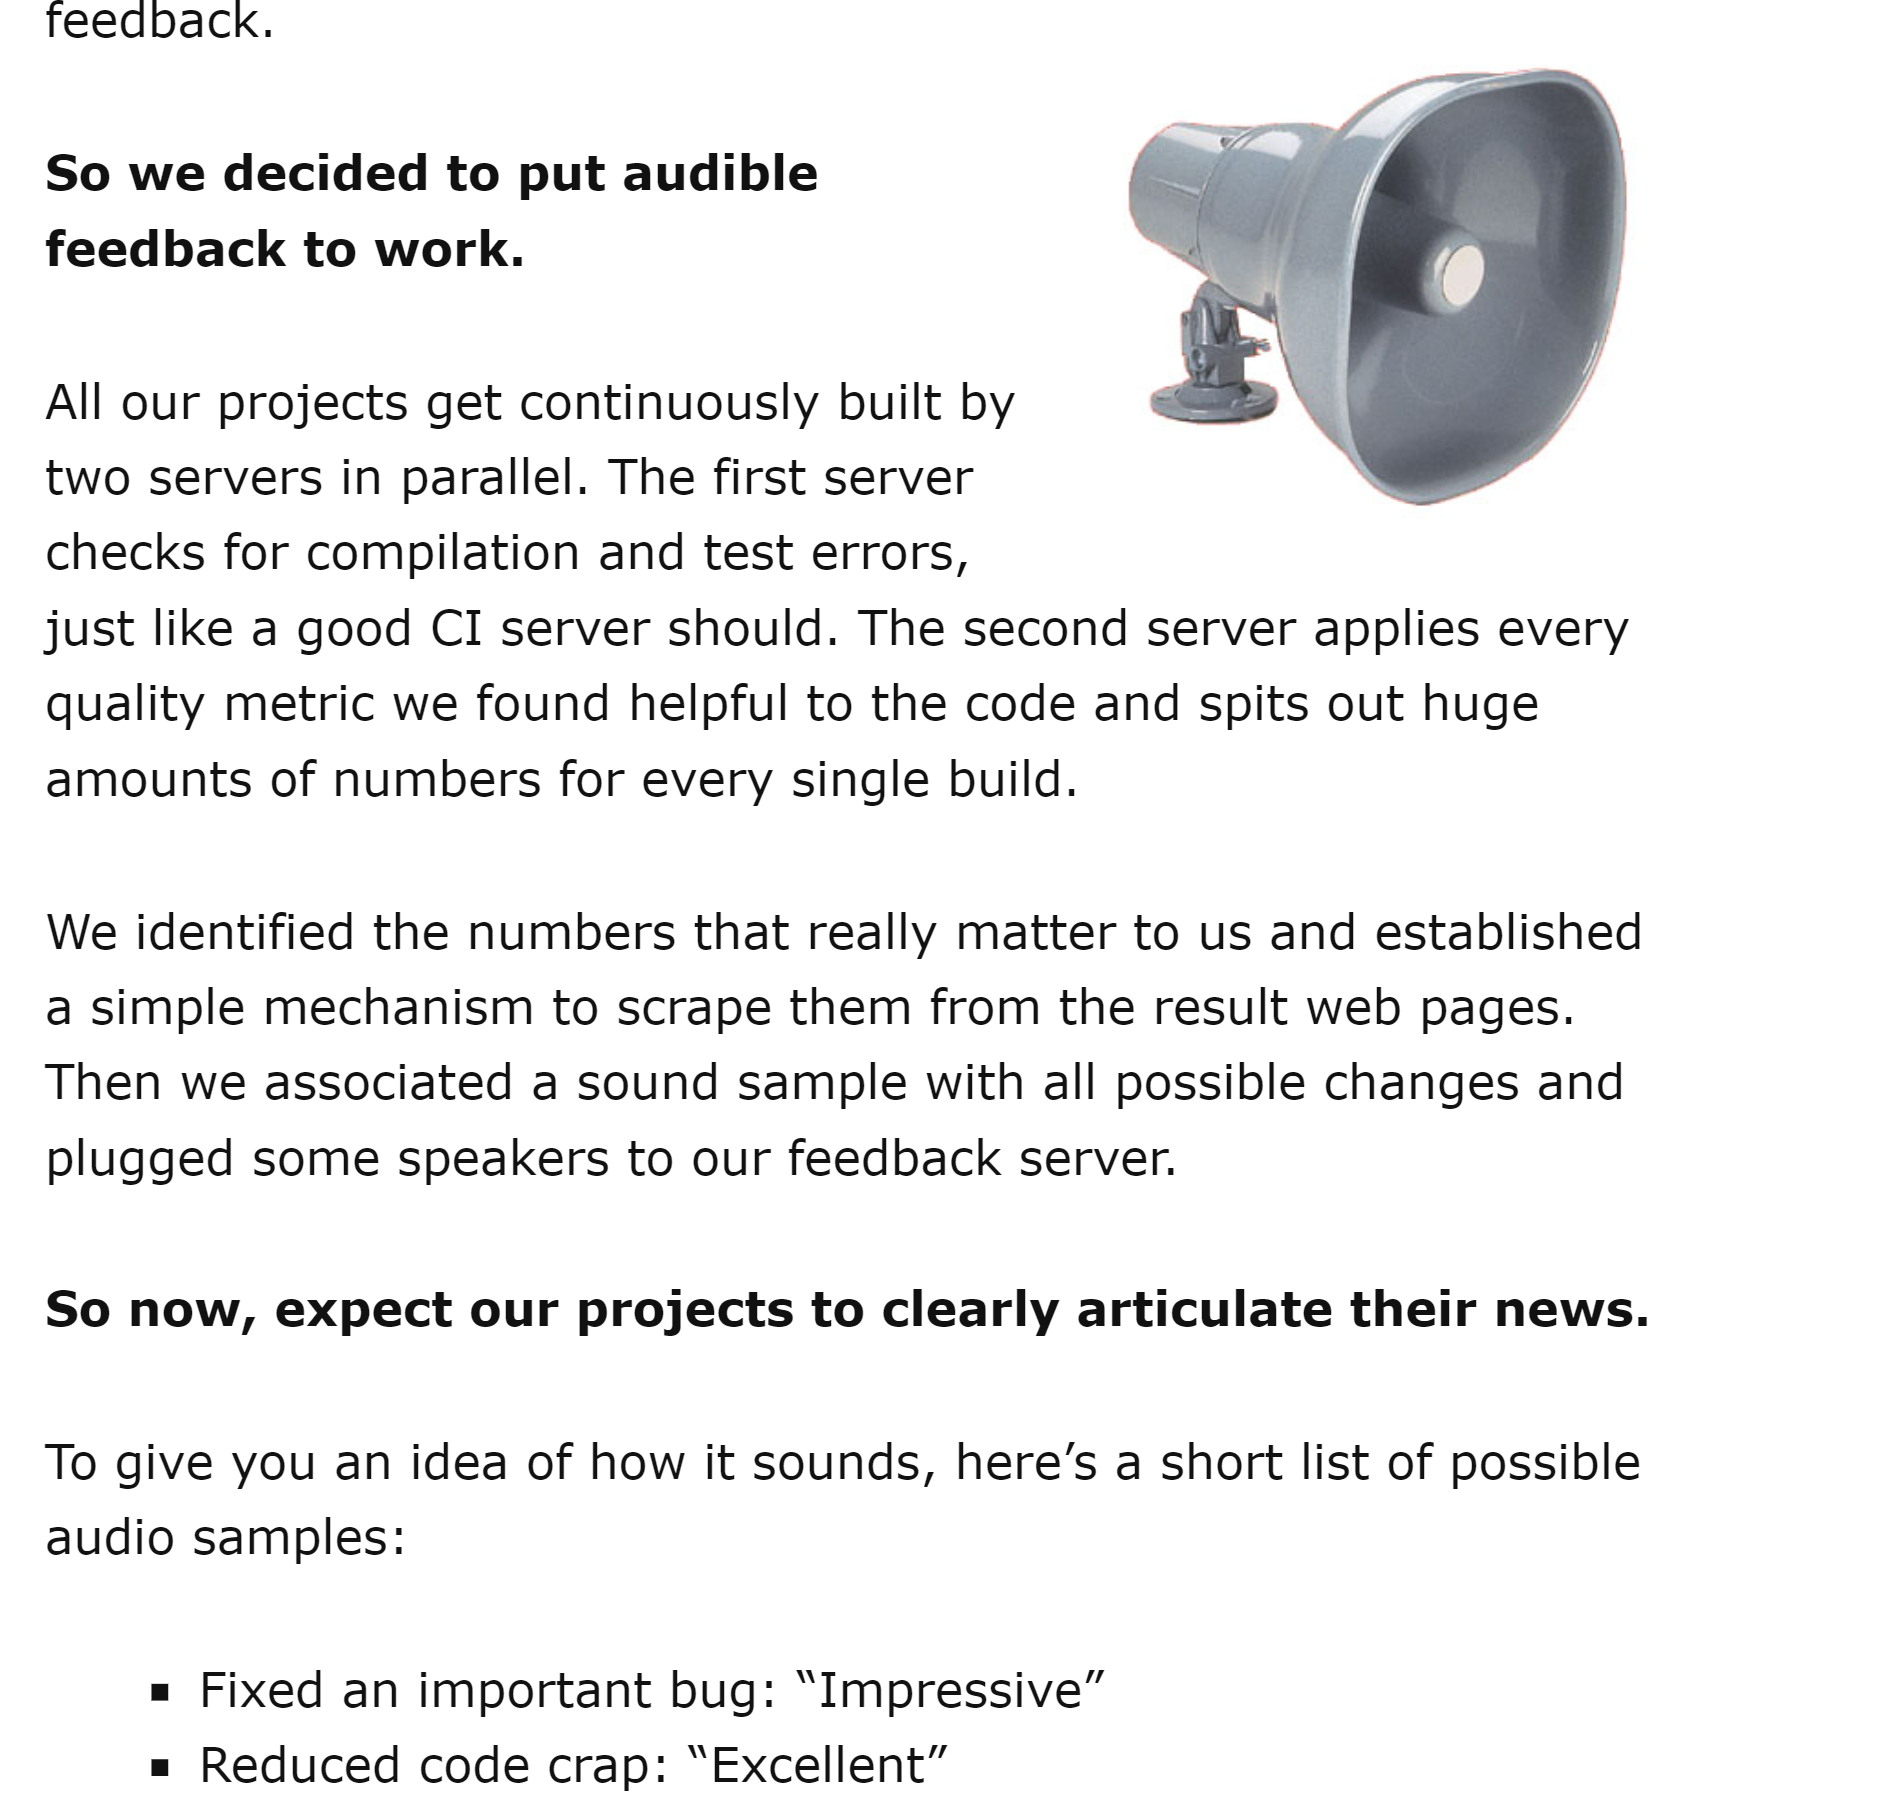 feedback.
So we decided to put audible
feedback to work.
All our projects get continuously built by
two servers in parallel. The first server
checks for compilation and test errors,
just like a good CI server should. The second server applies every
quality metric we found helpful to the code and spits out huge
amounts of numbers for every single build.
We identified the numbers that really matter to us and established
a simple mechanism to scrape them from the result web pages.
Then we associated a sound sample with all possible changes and
plugged some speakers to our feedback server.
So now, expect our projects to clearly articulate their news.
To give you an idea of how it sounds, here’s a short list of possible
audio samples:
▪ Fixed an important bug: “Impressive”
▪ Reduced code crap: “Excellent”